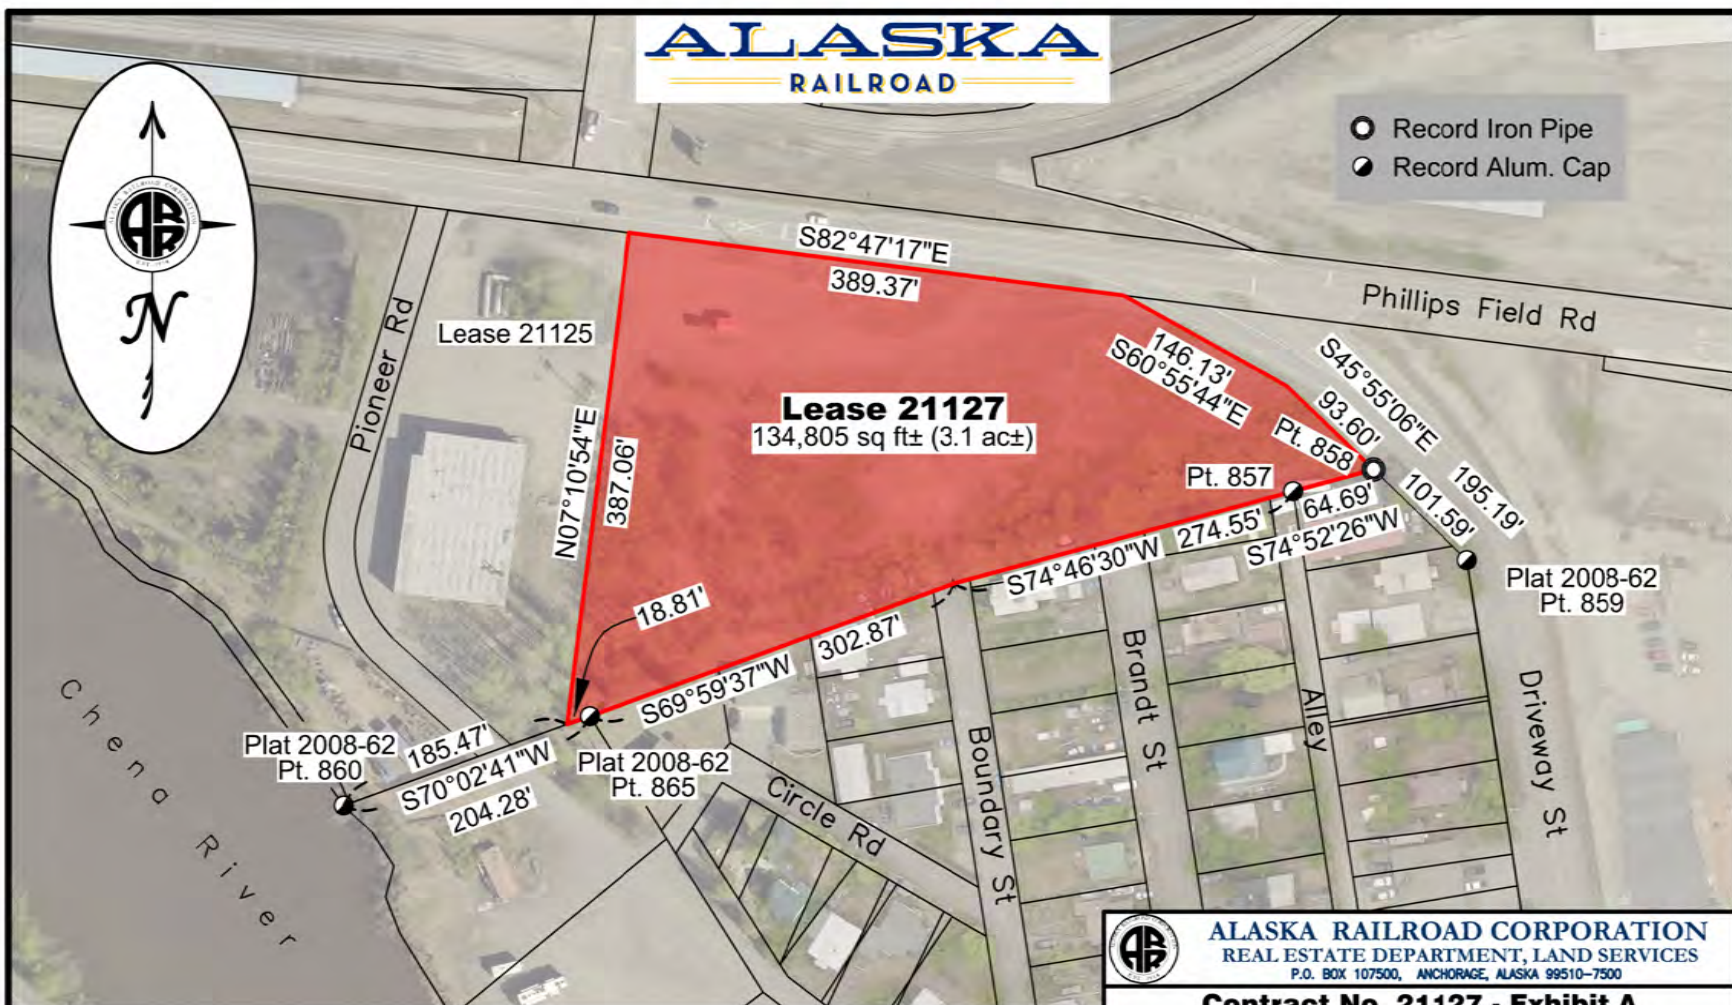 ALASKA
RAILROAD
Record Iron Pipe
Record Alum. Cap
N
S82°47'17"E
389.37'
Phillips Field Rd
Pioneer Rd
Lease 21125
146.13'
S60°55'44"E
S45°55'06"E
93.60'
Lease 21127
134,805 sq ft± (3.1 ac±)
Pt. 858
Pt. 857
N07°10'54"E
387.06'
64.69'
101.59'
195.19'
274.55'
S74°52'26"W
S74°46'30"W
Plat 2008-62
Pt. 859
18.81'
302.87'
S69°59'37"W
Brandt St
Alley
Driveway St
Boundary St
Chena River
Plat 2008-62
Pt. 860
185.47'
S70°02'41"W
204.28'
Plat 2008-62
Pt. 865
Circle Rd
ALASKA RAILROAD CORPORATION
REAL ESTATE DEPARTMENT, LAND SERVICES
P.O. BOX 107500, ANCHORAGE, ALASKA 99510-7500
Contract No. 21127 - Exhibit A